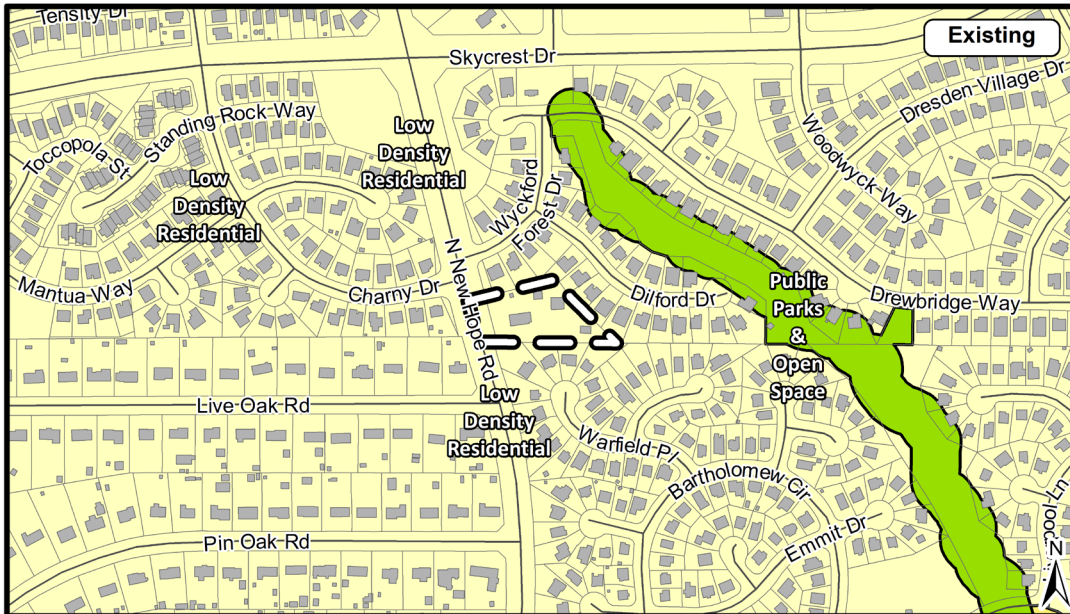 Tensity Dr
Existing
Skycrest Dr
Dresden Village Dr
Standing Rock Way
Toccopola St
Low
Density
Residential
Low
Density
Residential
Woodwyck Way
Wyckford
Forest Dr
N New Hope Rd
Mantua Way
Charny Dr
Dilford Dr
Public
Parks
&
Open
Space
Drewbridge Way
Live Oak Rd
Low
Density
Residential
Warfield Pl
Bartholomew Cir
Emmit Dr
Pin Oak Rd
Ln
N